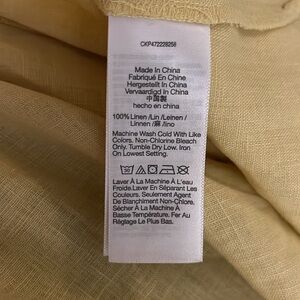 CKP472228258
Made In China
Fabriqué En Chine
Hergestellt In China
Vervaardigd In China
中国製
hecho en china
100% Linen /Lin /Leinen /
Linnen /麻 /lino
Machine Wash Cold With Like
Colors. Non-Chlorine Bleach
Only. Tumble Dry Low. Iron
On Lowest Setting.
Laver À La Machine À L'eau
Froide.Laver En Séparant Les
Couleurs. Seulement Agent
De Blanchiment Non-Chloric.
Sécher À La Machine À
Basse Température. Fer Au
Réglage Le Plus Bas.